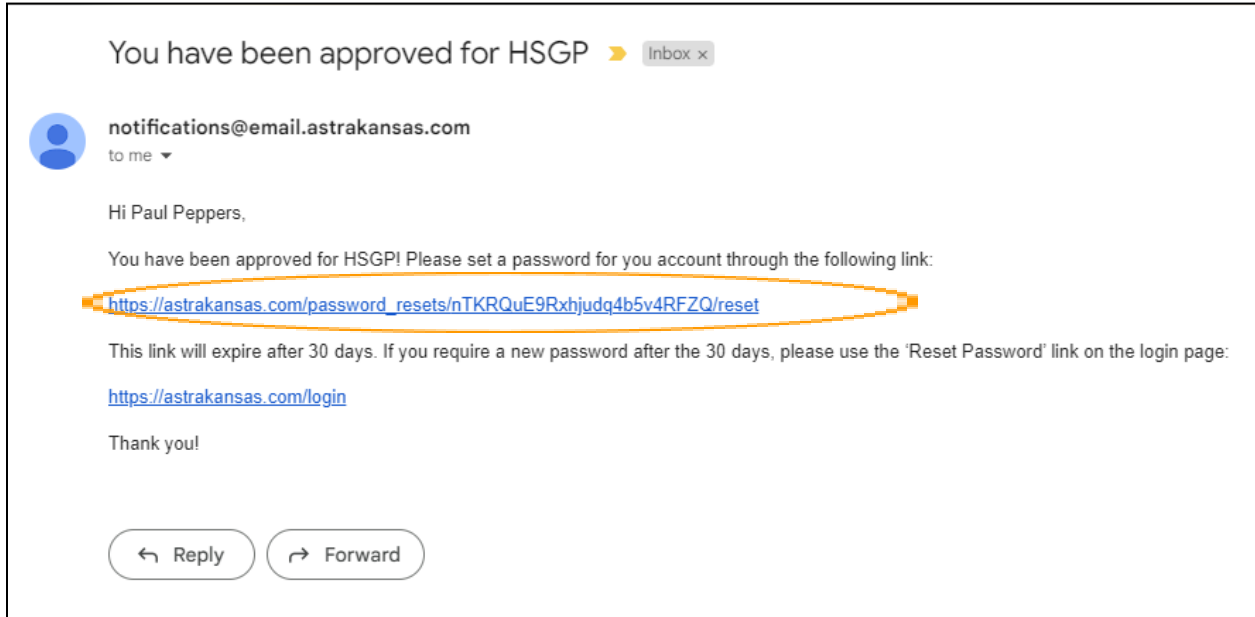 You have been approved for HSGP Inbox x
notifications@email.astrakansas.com
to me
Hi Paul Peppers,
You have been approved for HSGP! Please set a password for you account through the following link:
https://astrakansas.com/password_resets/nTKRQuE9Rxhjudq4b5v4RFZQ/reset
This link will expire after 30 days. If you require a new password after the 30 days, please use the ‘Reset Password’ link on the login page:
https://astrakansas.com/login
Thank you!
Reply Forward